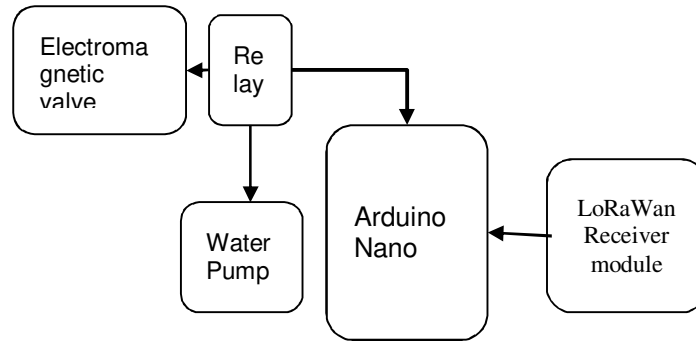 Electroma
gnetic
valve
Re
lay
Water
Pump
Arduino
Nano
LoRaWan
Receiver
module